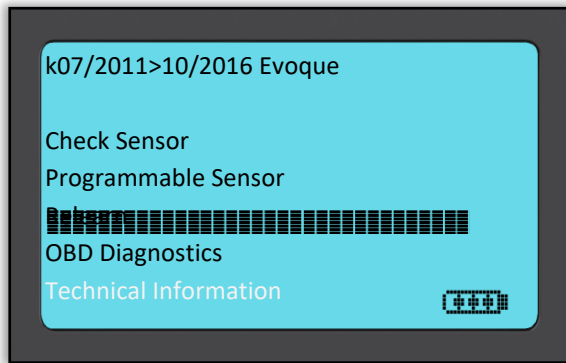 k07/2011>10/2016 Evoque
Check Sensor
Programmable Sensor
OBD Diagnostics
Technical Information